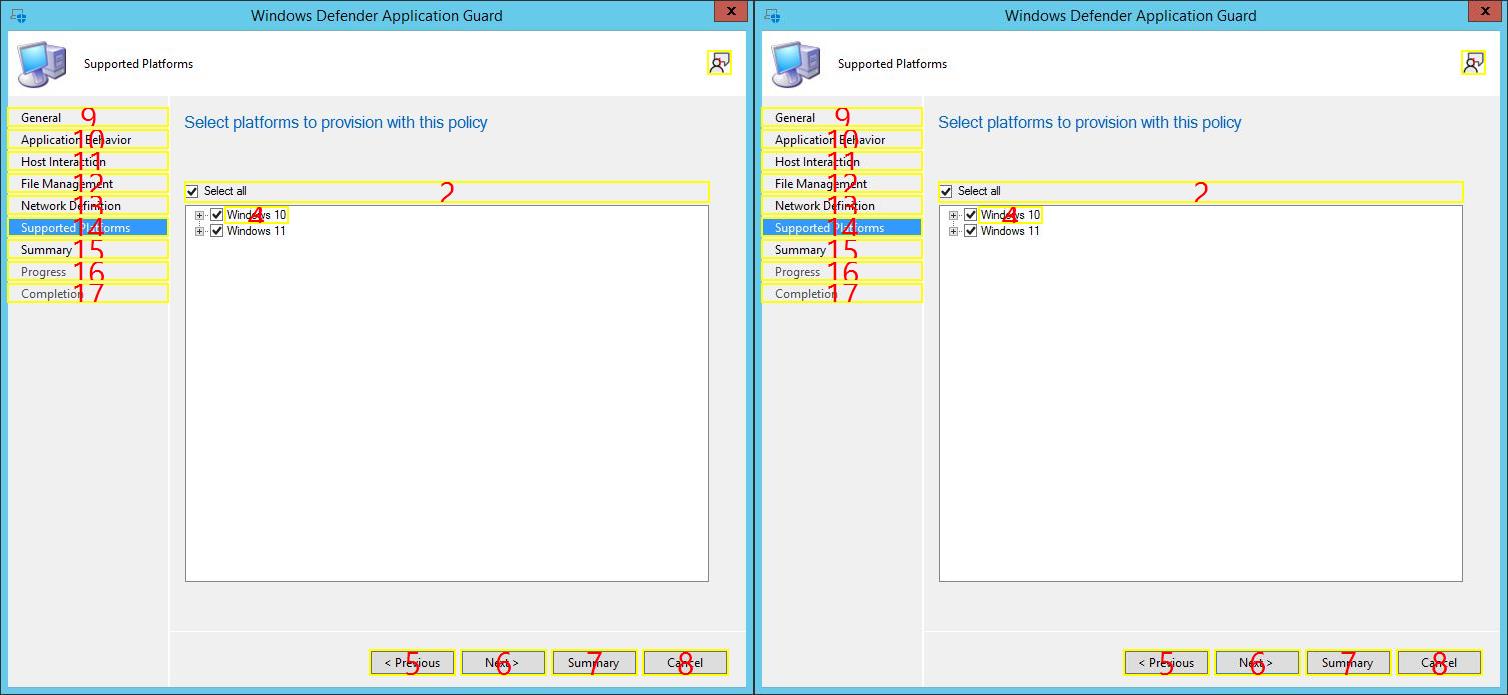 Windows Defender Application Guard
x
Supported Platforms
General 9
Application Behavior 10
Host Interaction 11
File Management 12
Network Definition 13
Supported Platforms 14
Summary 15
Progress 16
Completion 17
Select platforms to provision with this policy
Select all 2
Windows 10 4
Windows 11
< Previous 5
Next > 6
Summary 7
Cancel 8
Windows Defender Application Guard
x
Supported Platforms
General 9
Application Behavior 10
Host Interaction 11
File Management 12
Network Definition 13
Supported Platforms 14
Summary 15
Progress 16
Completion 17
Select platforms to provision with this policy
Select all 2
Windows 10 4
Windows 11
< Previous 5
Next > 6
Summary 7
Cancel 8